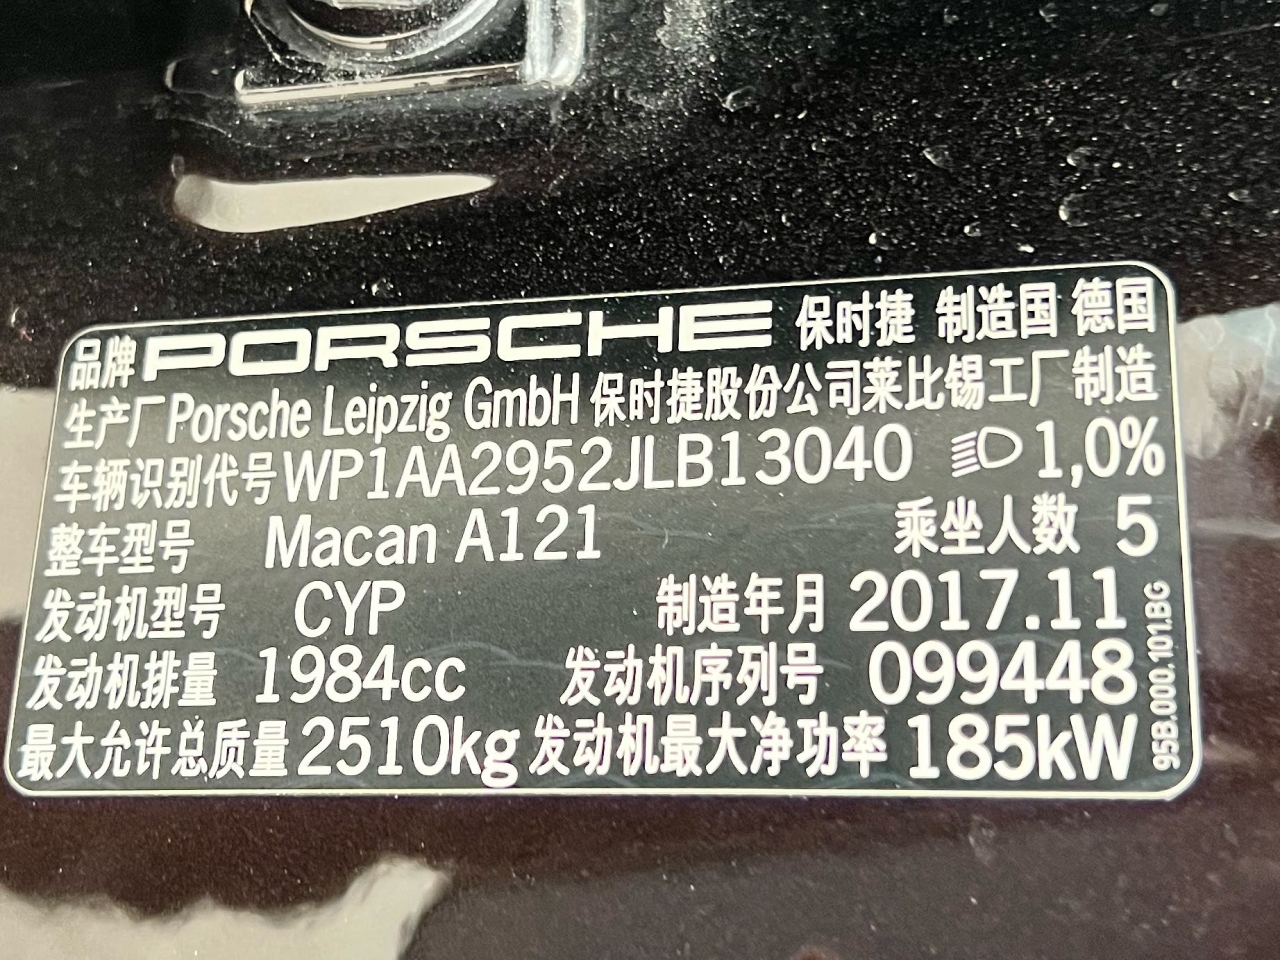 品牌 PORSCHE 保时捷 制造国 德国
生产厂 Porsche Leipzig GmbH 保时捷股份公司莱比锡工厂制造
车辆识别代号 WP1AA2952JLB13040 1,0%
整车型号 Macan A121 乘坐人数 5
发动机型号 CYP 制造年月 2017.11
发动机排量 1984cc 发动机序列号 099448
最大允许总质量 2510kg 发动机最大净功率 185kW
95B.000.101.BG